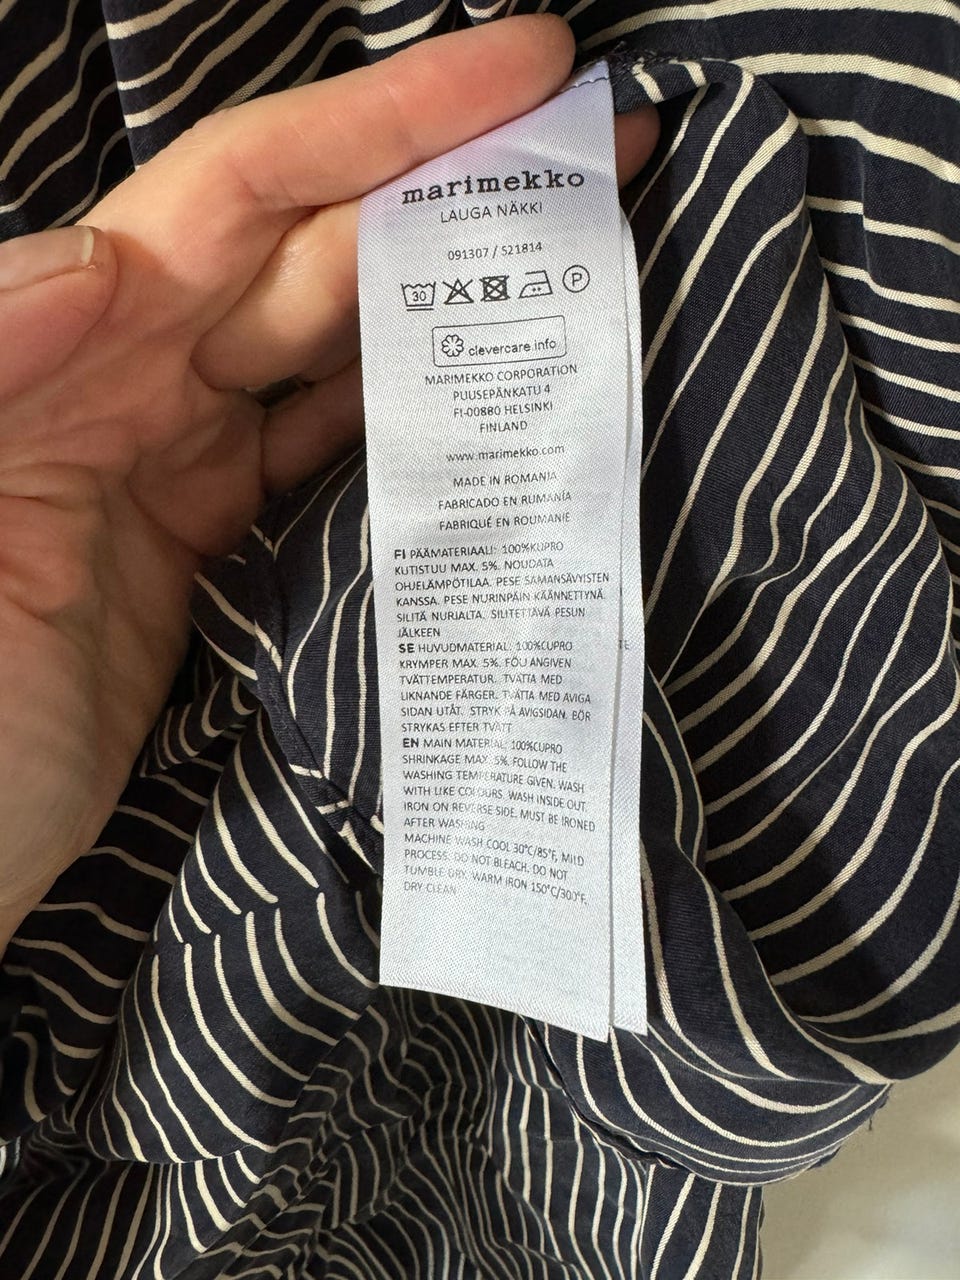 marimekko
LAUGA NÄKKI
091307 / 521814
30
P
clevercare.info
MARIMEKKO CORPORATION
PUUSEPÄNKATU 4
FI-00880 HELSINKI
FINLAND
www.marimekko.com
MADE IN ROMANIA
FABRICADO EN RUMANÍA
FABRIQUÉ EN ROUMANIE
FI PÄÄMATERIAALI: 100%KUPRO
KUTISTUU MAX. 5%. NOUDATA
OHJELÄMPÖTILAA. PESE SAMANSÄVYISTEN
KANSSA. PESE NURINPÄIN KÄÄNNETTYNÄ.
SILITÄ NURJALTA. SILITETTÄVÄ PESUN
JÄLKEEN
SE HUVUDMATERIAL: 100%CUPRO
KRYMPER MAX. 5%. FÖLJ ANGIVEN
TVÄTTEMPERATUR. TVÄTTA MED
LIKNANDE FÄRGER. TVÄTTA MED AVIGA
SIDAN UTÅT. STRYK PÅ AVIGSIDAN. BÖR
STRYKAS EFTER TVÄTT
EN MAIN MATERIAL: 100%CUPRO
SHRINKAGE MAX. 5%. FOLLOW THE
WASHING TEMPERATURE GIVEN. WASH
WITH LIKE COLOURS. WASH INSIDE OUT.
IRON ON REVERSE SIDE. MUST BE IRONED
AFTER WASHING
MACHINE WASH COOL 30°C/85°F, MILD
PROCESS. DO NOT BLEACH. DO NOT
TUMBLE DRY. WARM IRON 150°C/300°F.
DRY CLEAN